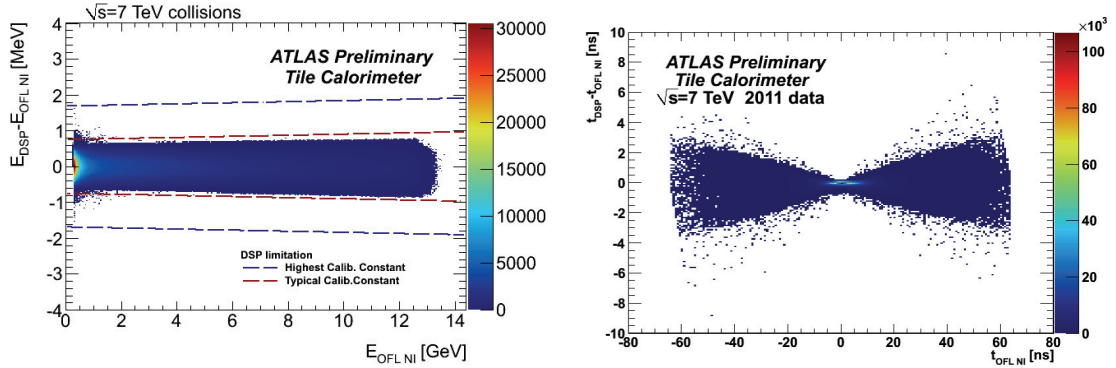 √s=7 TeV collisions
E_DSP-E_OFL NI [MeV]
4
3
2
1
0
-1
-2
-3
-4
ATLAS Preliminary
Tile Calorimeter
DSP limitation
Highest Calib. Constant
Typical Calib.Constant
0 2 4 6 8 10 12 14
E_OFL NI [GeV]
30000
25000
20000
15000
10000
5000
0
t_DSP-t_OFL NI [ns]
10
8
6
4
2
0
-2
-4
-6
-8
-10
ATLAS Preliminary
Tile Calorimeter
√s=7 TeV 2011 data
-80 -60 -40 -20 0 20 40 60 80
t_OFL NI [ns]
×10³
100
80
60
40
20
0